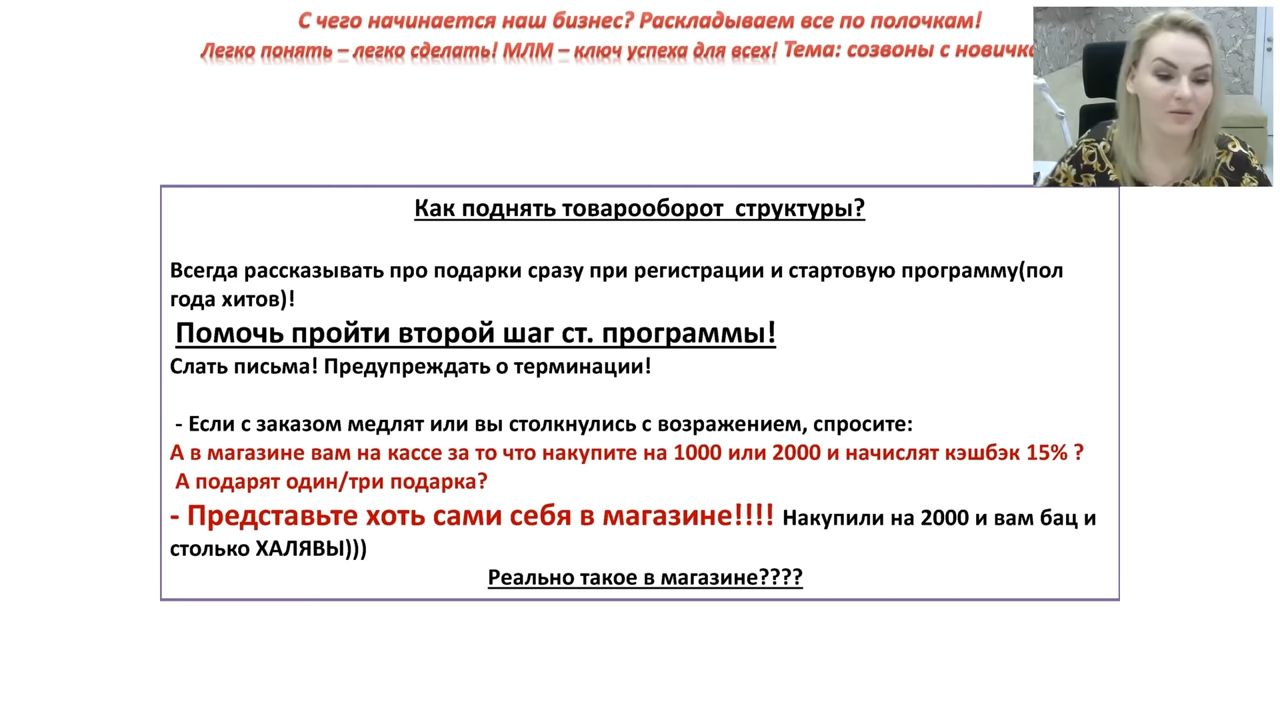 С чего начинается наш бизнес? Раскладываем все по полочкам!
Легко понять – легко сделать! МЛМ – ключ успеха для всех! Тема: созвоны с
Как поднять товарооборот структуры?
Всегда рассказывать про подарки сразу при регистрации и стартовую программу(пол
года хитов)!
Помочь пройти второй шаг ст. программы!
Слать письма! Предупреждать о терминации!
- Если с заказом медлят или вы столкнулись с возражением, спросите:
А в магазине вам на кассе за то что накупите на 1000 или 2000 и начислят кэшбэк 15% ?
А подарят один/три подарка?
- Представьте хоть сами себя в магазине!!!! Накупили на 2000 и вам бац и
столько ХАЛЯВЫ)))
Реально такое в магазине????